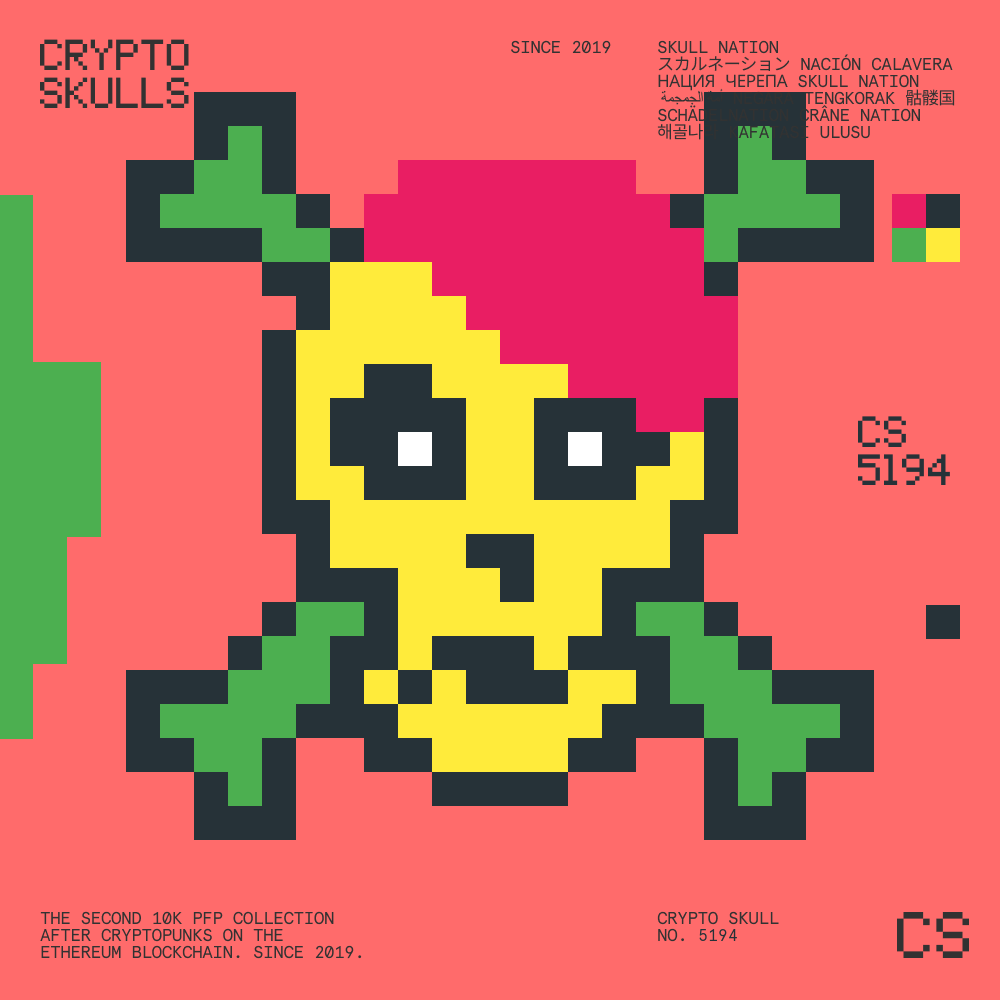 CRYPTO
SKULLS
SINCE 2019
SKULL NATION
スカルネーション NACIÓN CALAVERA
НАЦИЯ ЧЕРЕПА SKULL NATION
TENGKORAK 骷髅国
CRÂNE NATION
해골 ULUSU
CS
5194
THE SECOND 10K PFP COLLECTION
AFTER CRYPTOPUNKS ON THE
ETHEREUM BLOCKCHAIN. SINCE 2019.
CRYPTO SKULL
NO. 5194
CS